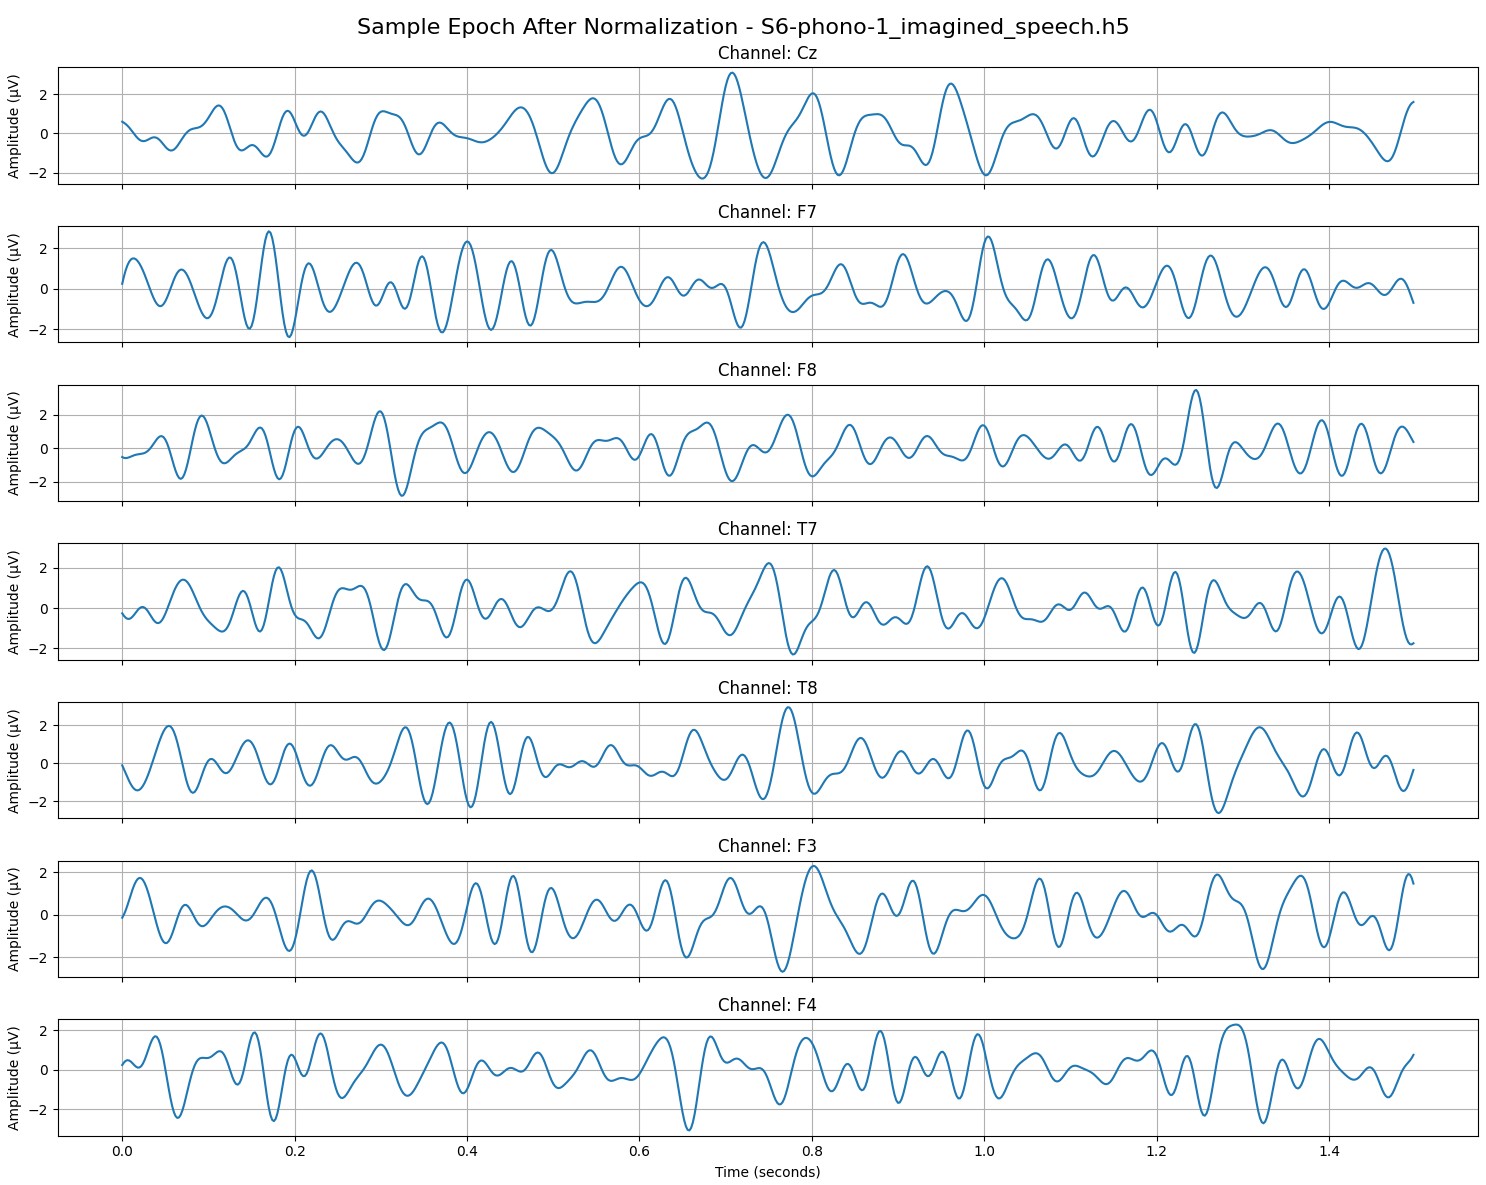 Sample Epoch After Normalization - S6-phono-1_imagined_speech.h5
Channel: Cz
Amplitude (µV)
2
0
−2
Channel: F7
Amplitude (µV)
2
0
−2
Channel: F8
Amplitude (µV)
2
0
−2
Channel: T7
Amplitude (µV)
2
0
−2
Channel: T8
Amplitude (µV)
2
0
−2
Channel: F3
Amplitude (µV)
2
0
−2
Channel: F4
Amplitude (µV)
2
0
−2
0.0 0.2 0.4 0.6 0.8 1.0 1.2 1.4
Time (seconds)